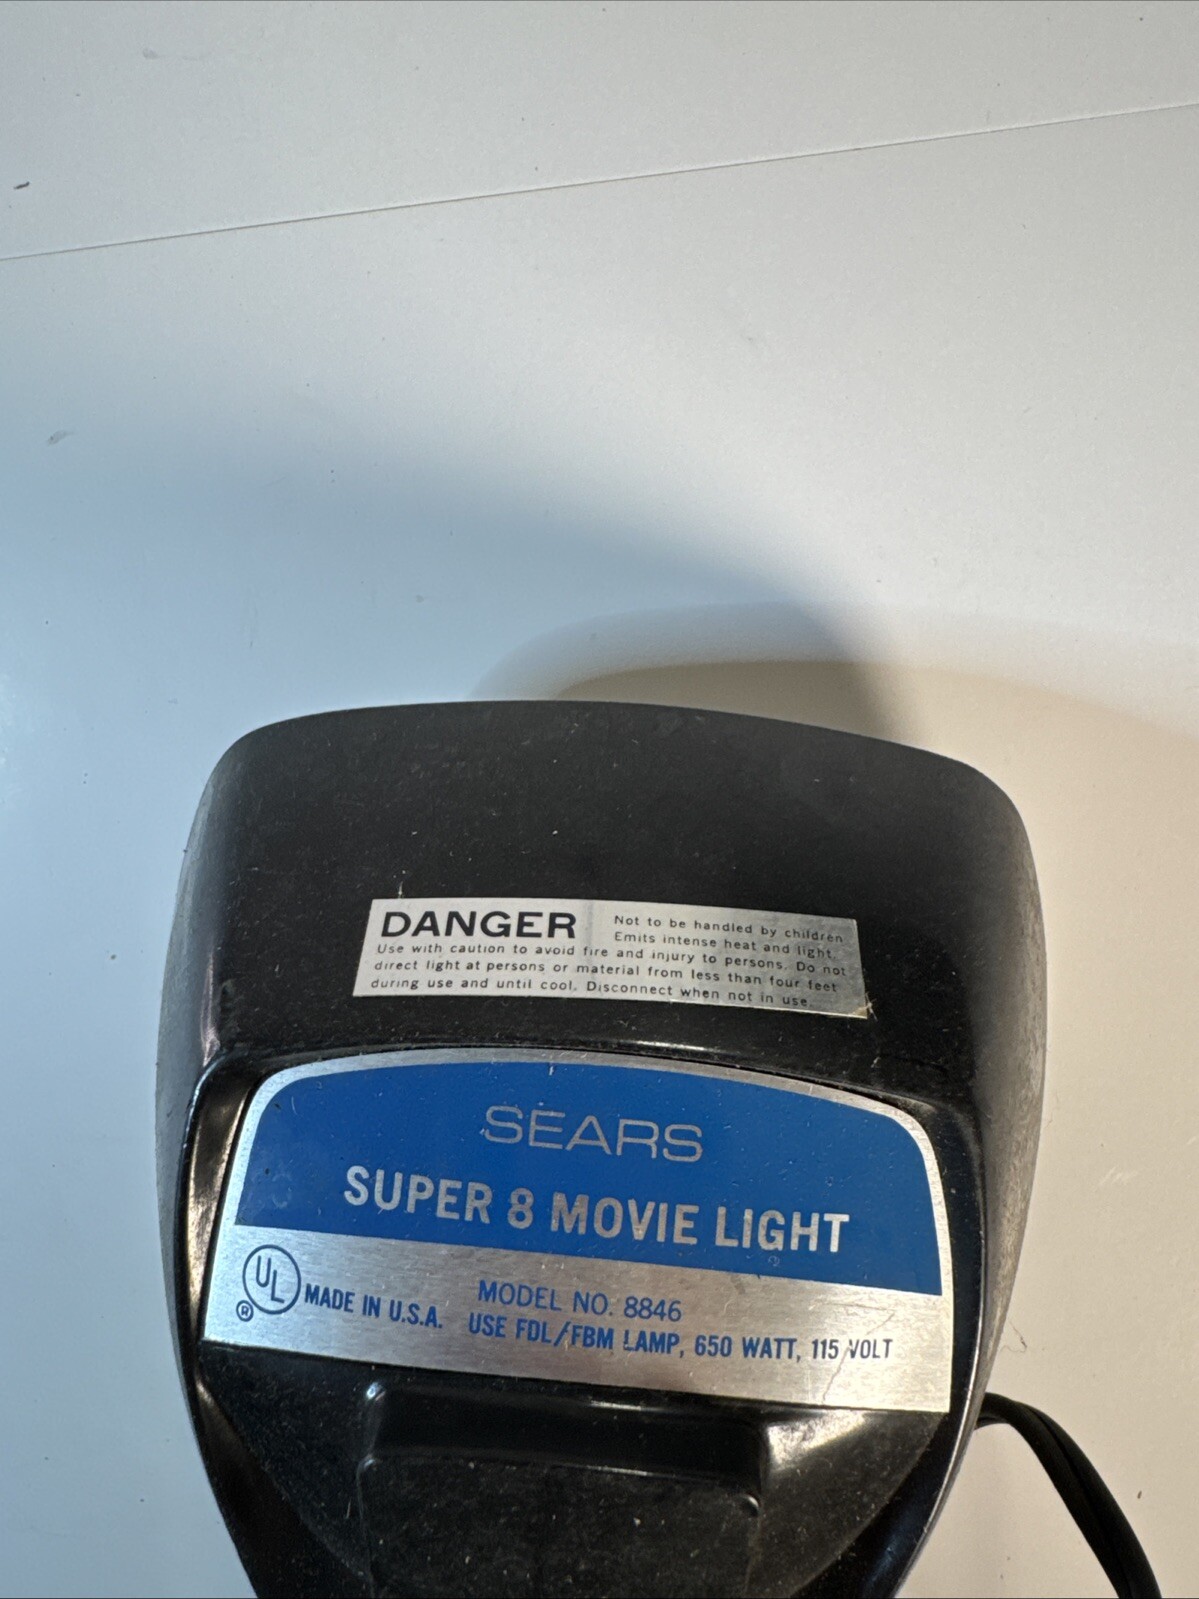 DANGER
Not to be handled by children
Emits intense heat and light.
Use with caution to avoid fire and injury to persons. Do not
direct light at persons or material from less than four feet
during use and until cool. Disconnect when not in use.
SEARS
SUPER 8 MOVIE LIGHT
UL
®
MADE IN U.S.A.
MODEL NO. 8846
USE FDL/FBM LAMP, 650 WATT, 115 VOLT